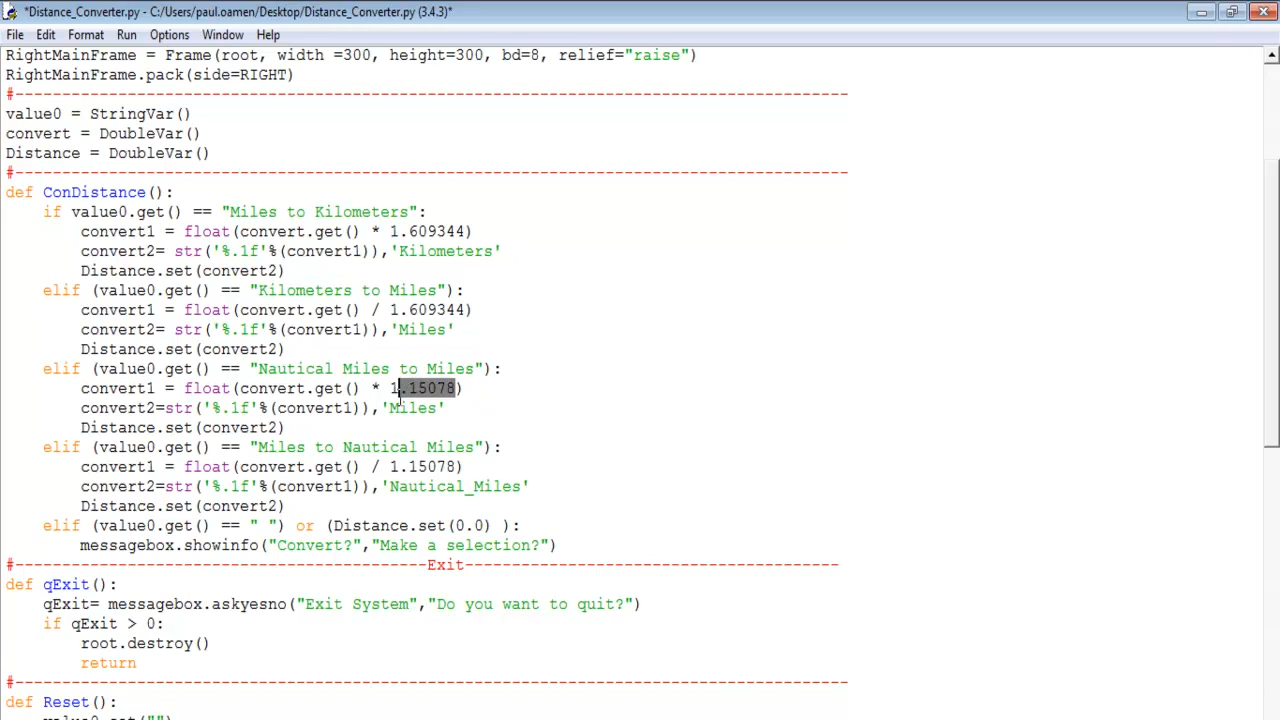 *Distance_Converter.py - C:/Users/paul.oamen/Desktop/Distance_Converter.py (3.4.3)*
File Edit Format Run Options Window Help
RightMainFrame = Frame(root, width =300, height=300, bd=8, relief="raise")
RightMainFrame.pack(side=RIGHT)
#-----------------------------------------------------------------------------------------
value0 = StringVar()
convert = DoubleVar()
Distance = DoubleVar()
#-----------------------------------------------------------------------------------------
def ConDistance():
    if value0.get() == "Miles to Kilometers":
        convert1 = float(convert.get() * 1.609344)
        convert2= str('%.1f'%(convert1)),'Kilometers'
        Distance.set(convert2)
    elif (value0.get() == "Kilometers to Miles"):
        convert1 = float(convert.get() / 1.609344)
        convert2= str('%.1f'%(convert1)),'Miles'
        Distance.set(convert2)
    elif (value0.get() == "Nautical Miles to Miles"):
        convert1 = float(convert.get() * 1.15078)
        convert2=str('%.1f'%(convert1)),'Miles'
        Distance.set(convert2)
    elif (value0.get() == "Miles to Nautical Miles"):
        convert1 = float(convert.get() / 1.15078)
        convert2=str('%.1f'%(convert1)),'Nautical_Miles'
        Distance.set(convert2)
    elif (value0.get() == " ") or (Distance.set(0.0) ):
        messagebox.showinfo("Convert?","Make a selection?")
#--------------------------------------------Exit----------------------------------------
def qExit():
    qExit= messagebox.askyesno("Exit System","Do you want to quit?")
    if qExit > 0:
        root.destroy()
        return
#-----------------------------------------------------------------------------------------
def Reset():
    value0.set("")